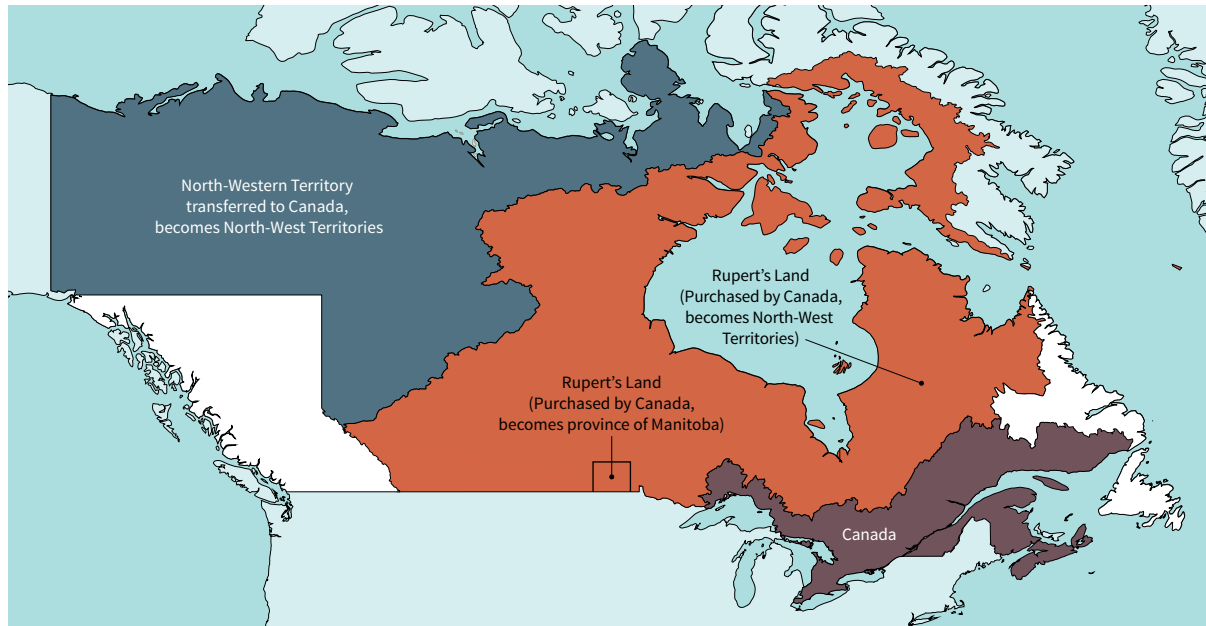 North-Western Territory
transferred to Canada,
becomes North-West Territories
Rupert’s Land
(Purchased by Canada,
becomes North-West
Territories)
Rupert’s Land
(Purchased by Canada,
becomes province of Manitoba)
Canada